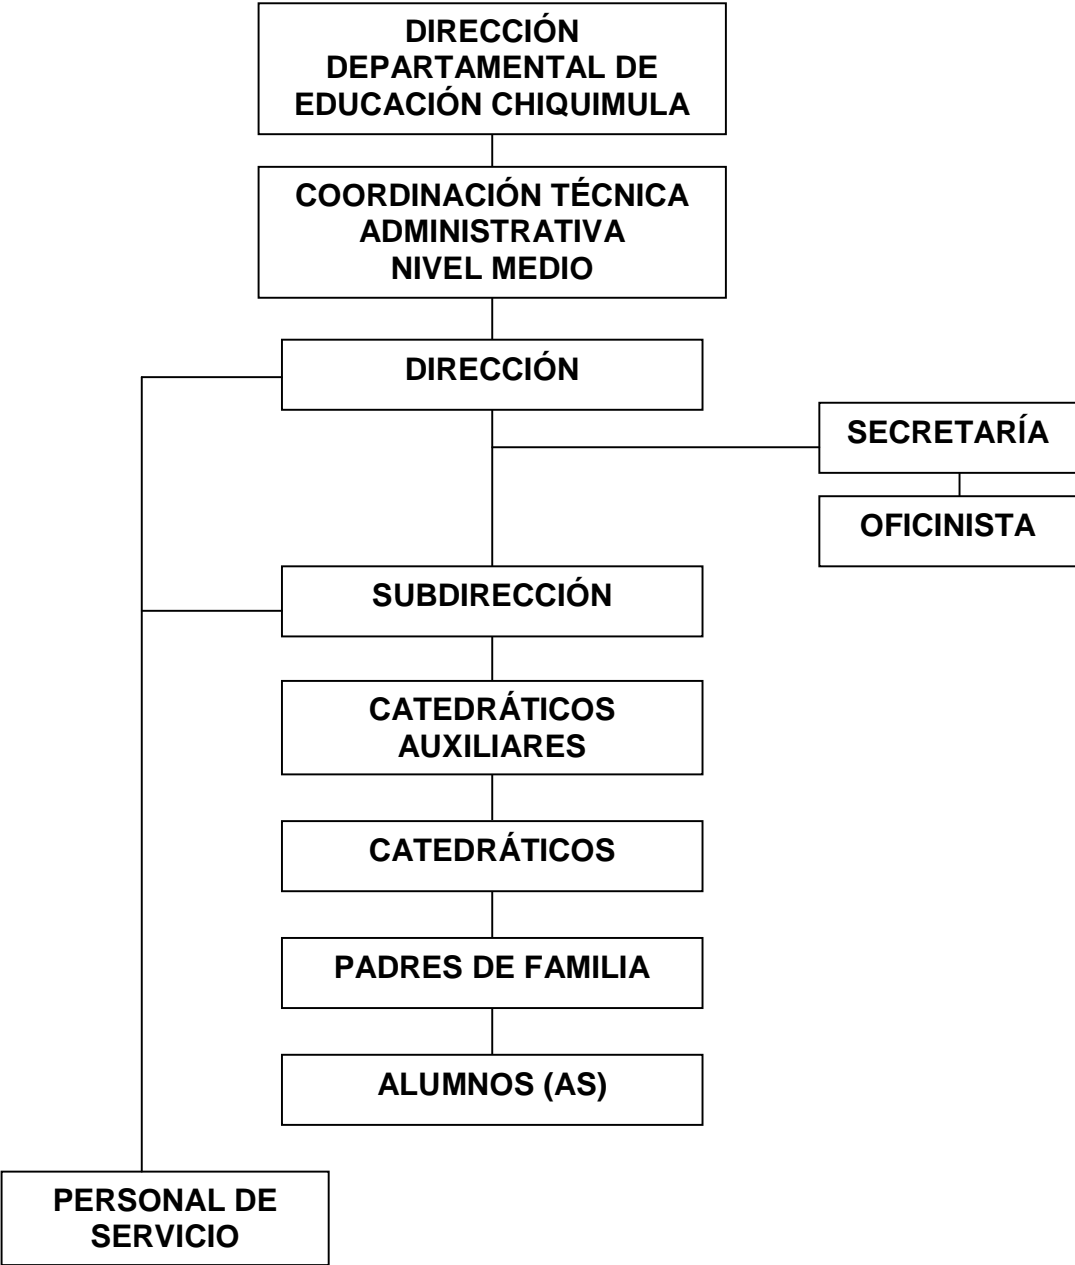 DIRECCIÓN
DEPARTAMENTAL DE
EDUCACIÓN CHIQUIMULA
COORDINACIÓN TÉCNICA
ADMINISTRATIVA
NIVEL MEDIO
DIRECCIÓN
SECRETARÍA
OFICINISTA
SUBDIRECCIÓN
CATEDRÁTICOS
AUXILIARES
CATEDRÁTICOS
PADRES DE FAMILIA
ALUMNOS (AS)
PERSONAL DE
SERVICIO